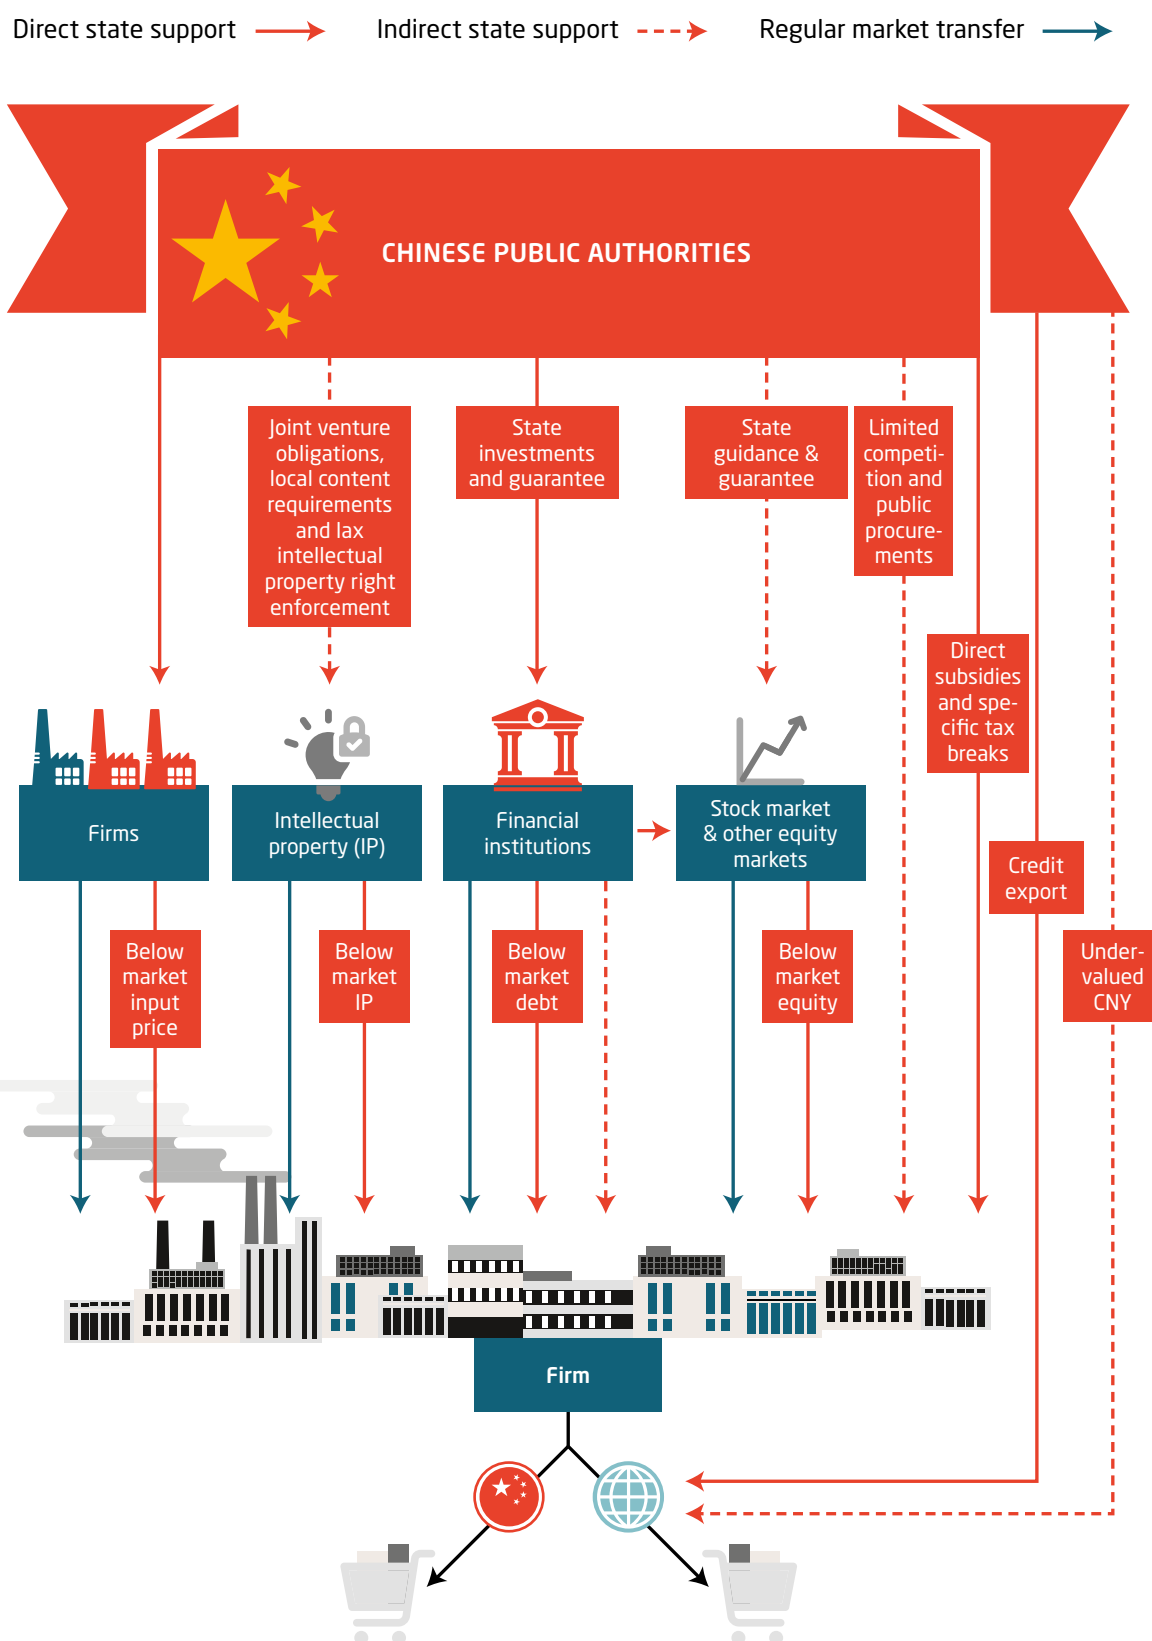 Direct state support
Indirect state support
Regular market transfer
CHINESE PUBLIC AUTHORITIES
Joint venture
obligations,
local content
requirements
and lax
intellectual
property right
enforcement
State
investments
and guarantee
State
guidance &
guarantee
Limited
competi-
tion and
public
procure-
ments
Direct
subsidies
and spe-
cific tax
breaks
Firms
Intellectual
property (IP)
Financial
institutions
Stock market
& other equity
markets
Credit
export
Below
market
input
price
Below
market
IP
Below
market
debt
Below
market
equity
Under-
valued
CNY
Firm